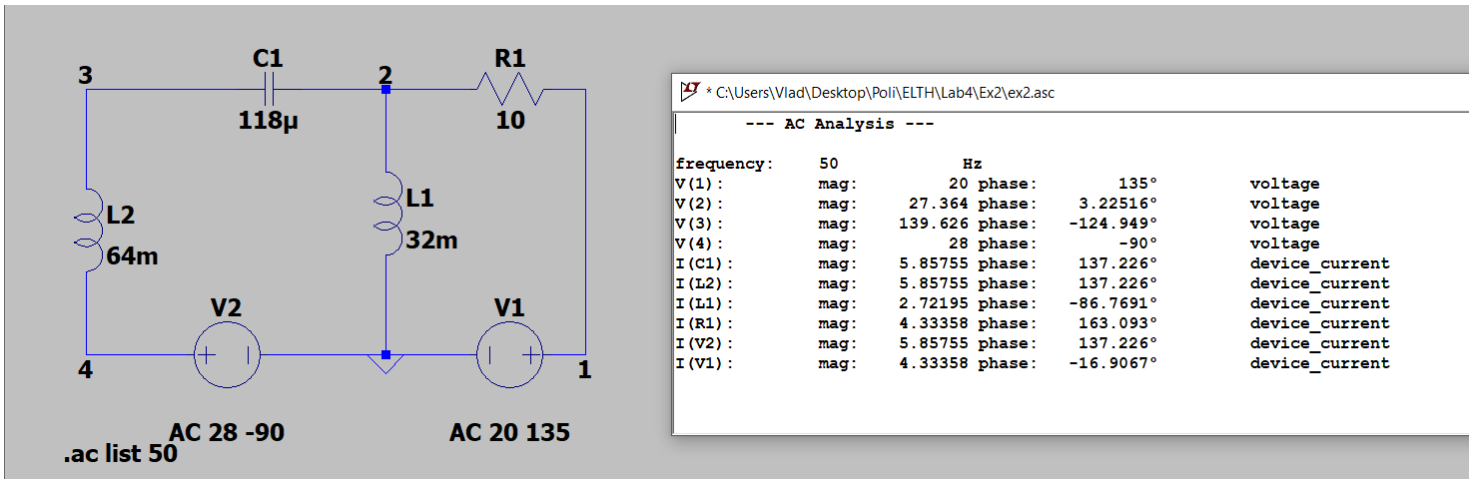 C1
R1
3
2
118µ
10
L2
64m
L1
32m
V2
V1
4
1
AC 28 -90
AC 20 135
.ac list 50
* C:\Users\Vlad\Desktop\Poli\ELTH\Lab4\Ex2\ex2.asc
--- AC Analysis ---
frequency: 50 Hz
V(1): mag: 20 phase: 135° voltage
V(2): mag: 27.364 phase: 3.22516° voltage
V(3): mag: 139.626 phase: -124.949° voltage
V(4): mag: 28 phase: -90° voltage
I(C1): mag: 5.85755 phase: 137.226° device_current
I(L2): mag: 5.85755 phase: 137.226° device_current
I(L1): mag: 2.72195 phase: -86.7691° device_current
I(R1): mag: 4.33358 phase: 163.093° device_current
I(V2): mag: 5.85755 phase: 137.226° device_current
I(V1): mag: 4.33358 phase: -16.9067° device_current